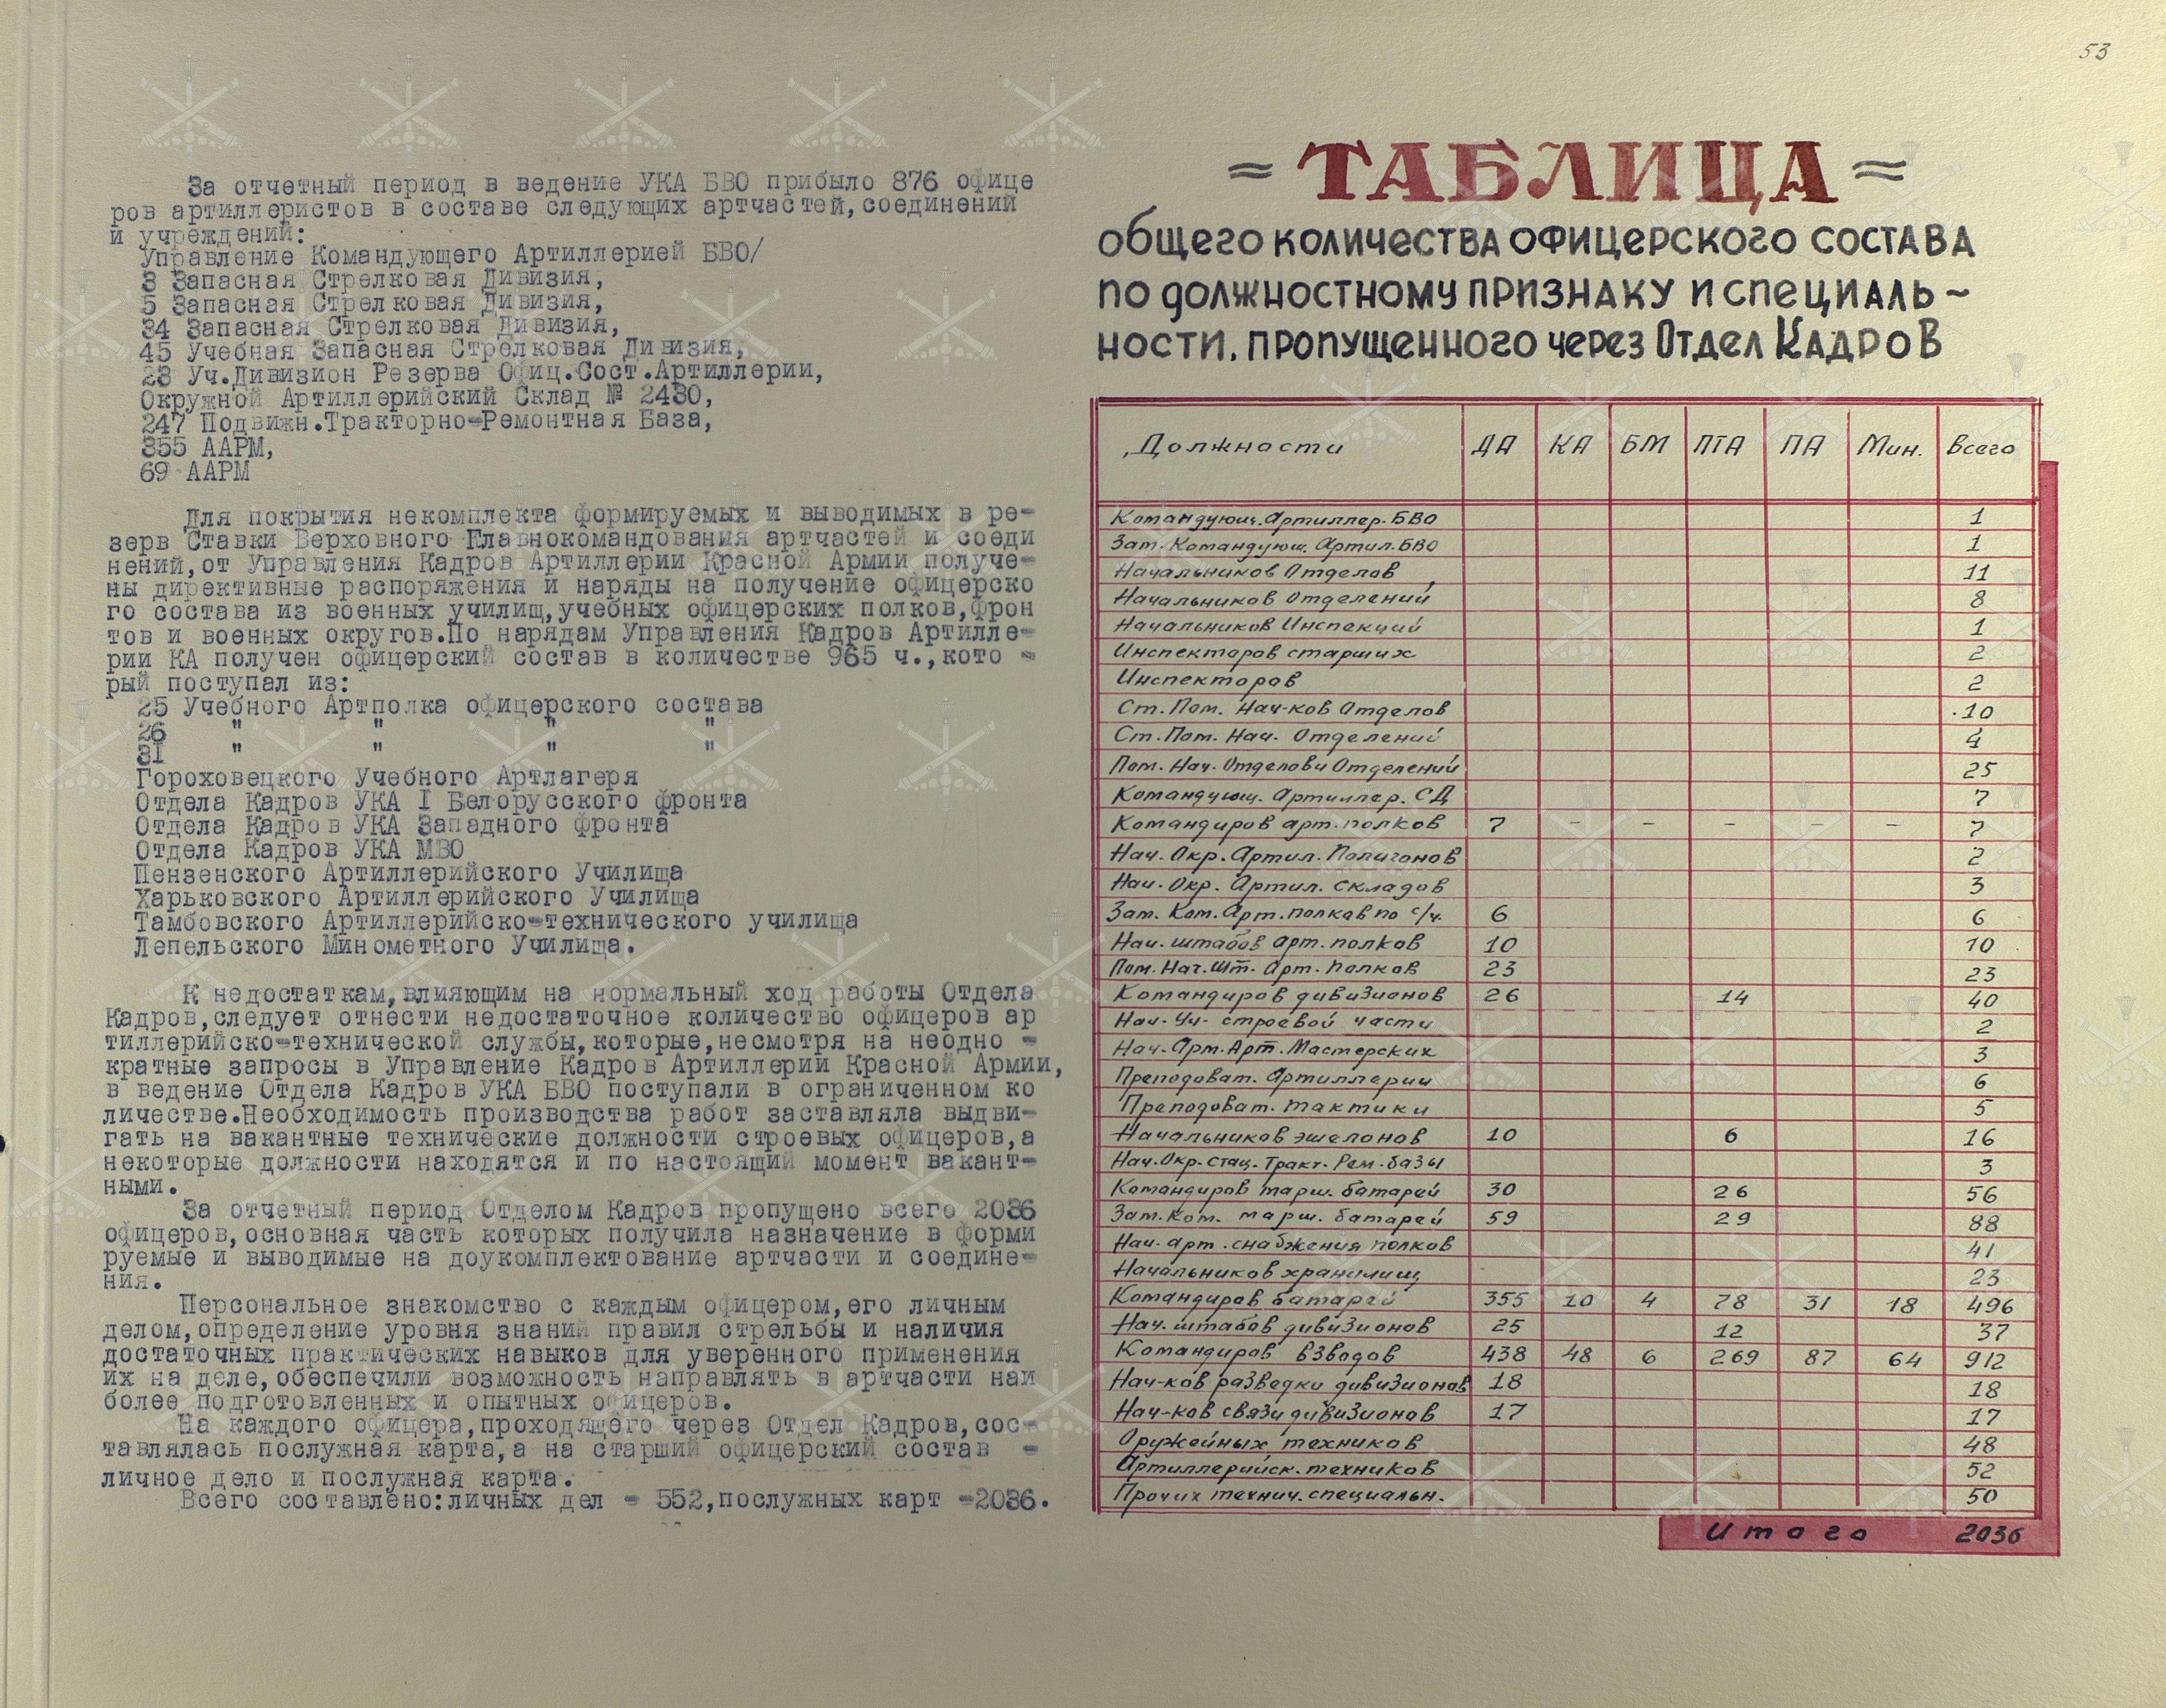 53
За отчетный период в ведение УКА БВО прибыло 876 офице
ров артиллеристов в составе следующих артчастей,соединений
и учреждений:
Управление Командующего Артиллерией БВО/
3 Запасная Стрелковая Дивизия,
5 Запасная Стрелковая Дивизия,
34 Запасная Стрелковая Дивизия,
45 Учебная Запасная Стрелковая Дивизия,
23 Уч.Дивизион Резерва Офиц.Сост.Артиллерии,
Окружной Артиллерийский Склад № 2430,
247 Подвижн.Тракторно-Ремонтная База,
355 ААРМ,
69 ААРМ
Для покрытия некомплекта формируемых и выводимых в ре-
зерв Ставки Верховного Главнокомандования артчастей и соеди
нений,от Управления Кадров Артиллерии Красной Армии получе-
ны директивные распоряжения и наряды на получение офицерско
го состава из военных училищ,учебных офицерских полков,фрон
тов и военных округов.По нарядам Управления Кадров Артилле-
рии КА получен офицерский состав в количестве 965 ч.,кото -
рый поступал из:
25 Учебного Артполка офицерского состава
26 " " " "
31 " " " "
Гороховецкого Учебного Артлагеря
Отдела Кадров УКА I Белорусского фронта
Отдела Кадров УКА Западного фронта
Отдела Кадров УКА МВО
Пензенского Артиллерийского Училища
Харьковского Артиллерийского Училища
Тамбовского Артиллерийско-технического училища
Лепельского Минометного Училища.
К недостаткам,влияющим на нормальный ход работы Отдела
Кадров,следует отнести недостаточное количество офицеров ар
тиллерийско-технической службы,которые,несмотря на неодно -
кратные запросы в Управление Кадров Артиллерии Красной Армии,
в ведение Отдела Кадров УКА БВО поступали в ограниченном ко
личестве.Необходимость производства работ заставляла выдви-
гать на вакантные технические должности строевых офицеров,а
некоторые должности находятся и по настоящий момент вакант-
ными.
За отчетный период Отделом Кадров пропущено всего 2036
офицеров,основная часть которых получила назначение в форми
руемые и выводимые на доукомплектование артчасти и соедине-
ния.
Персональное знакомство с каждым офицером,его личным
делом,определение уровня знаний правил стрельбы и наличия
достаточных практических навыков для уверенного применения
их на деле,обеспечили возможность направлять в артчасти наи
более подготовленных и опытных офицеров.
На каждого офицера,проходящего через Отдел Кадров,сос-
тавлялась послужная карта,а на старший офицерский состав -
личное дело и послужная карта.
Всего составлено:личных дел - 552,послужных карт -2036.
= ТАБЛИЦА =
общего количества офицерского состава
по должностному признаку и специаль-
ности, пропущенного через Отдел Кадров
Должности ДА КА БМ ПТА ПА Мин. Всего
Командующ. Артиллер. БВО 1
Зам. Командующ. Артил. БВО 1
Начальников Отделов 11
Начальников Отделений 8
Начальников Инспекций 1
Инспекторов старших 2
Инспекторов 2
Ст. Пом. Нач-ков Отделов 10
Ст. Пом. Нач. Отделений 4
Пом. Нач. Отделов и Отделений 25
Командующ. Артиллер. СД 7
Командиров арт. полков 7 - - - - - 7
Нач. Окр. Артил. Полигонов 2
Нач. Окр. Артил. складов 3
Зам. Ком. Арт. полков по с/ч. 6 6
Нач. штабов арт. полков 10 10
Пом. Нач. Шт. Арт. полков 23 23
Командиров дивизионов 26 14 40
Нач. Уч. строевой части 2
Нач. Арт. Арт. Мастерских 3
Преподоват. Артиллерии 6
Преподоват. тактики 5
Начальников эшелонов 10 6 16
Нач. Окр. стац. Тракт. Рем. базы 3
Командиров марш. батарей 30 26 56
Зам. Ком. марш. батарей 59 29 88
Нач. арт. снабжения полков 41
Начальников хранилищ 23
Командиров батарей 355 10 4 78 31 18 496
Нач. штабов дивизионов 25 12 37
Командиров взводов 438 48 6 269 87 64 912
Нач-ков разведки дивизионов 18 18
Нач-ков связи дивизионов 17 17
Оружейных техников 48
Артиллерийск. техников 52
Прочих технич. специальн. 50
Итого 2036